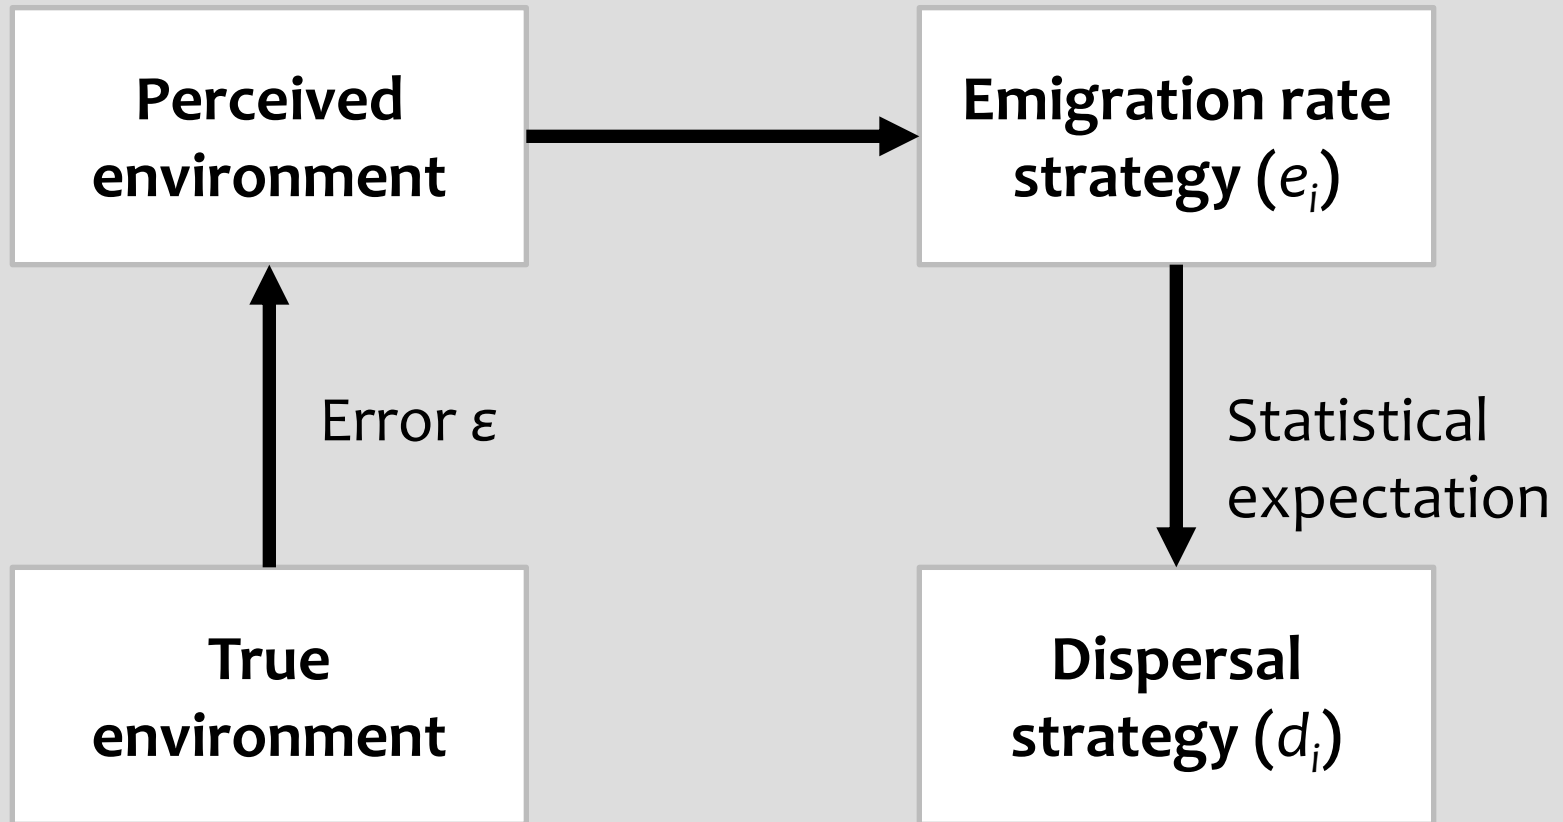 Perceived
environment
Emigration rate
strategy (eᵢ)
Error ε
Statistical
expectation
True
environment
Dispersal
strategy (dᵢ)